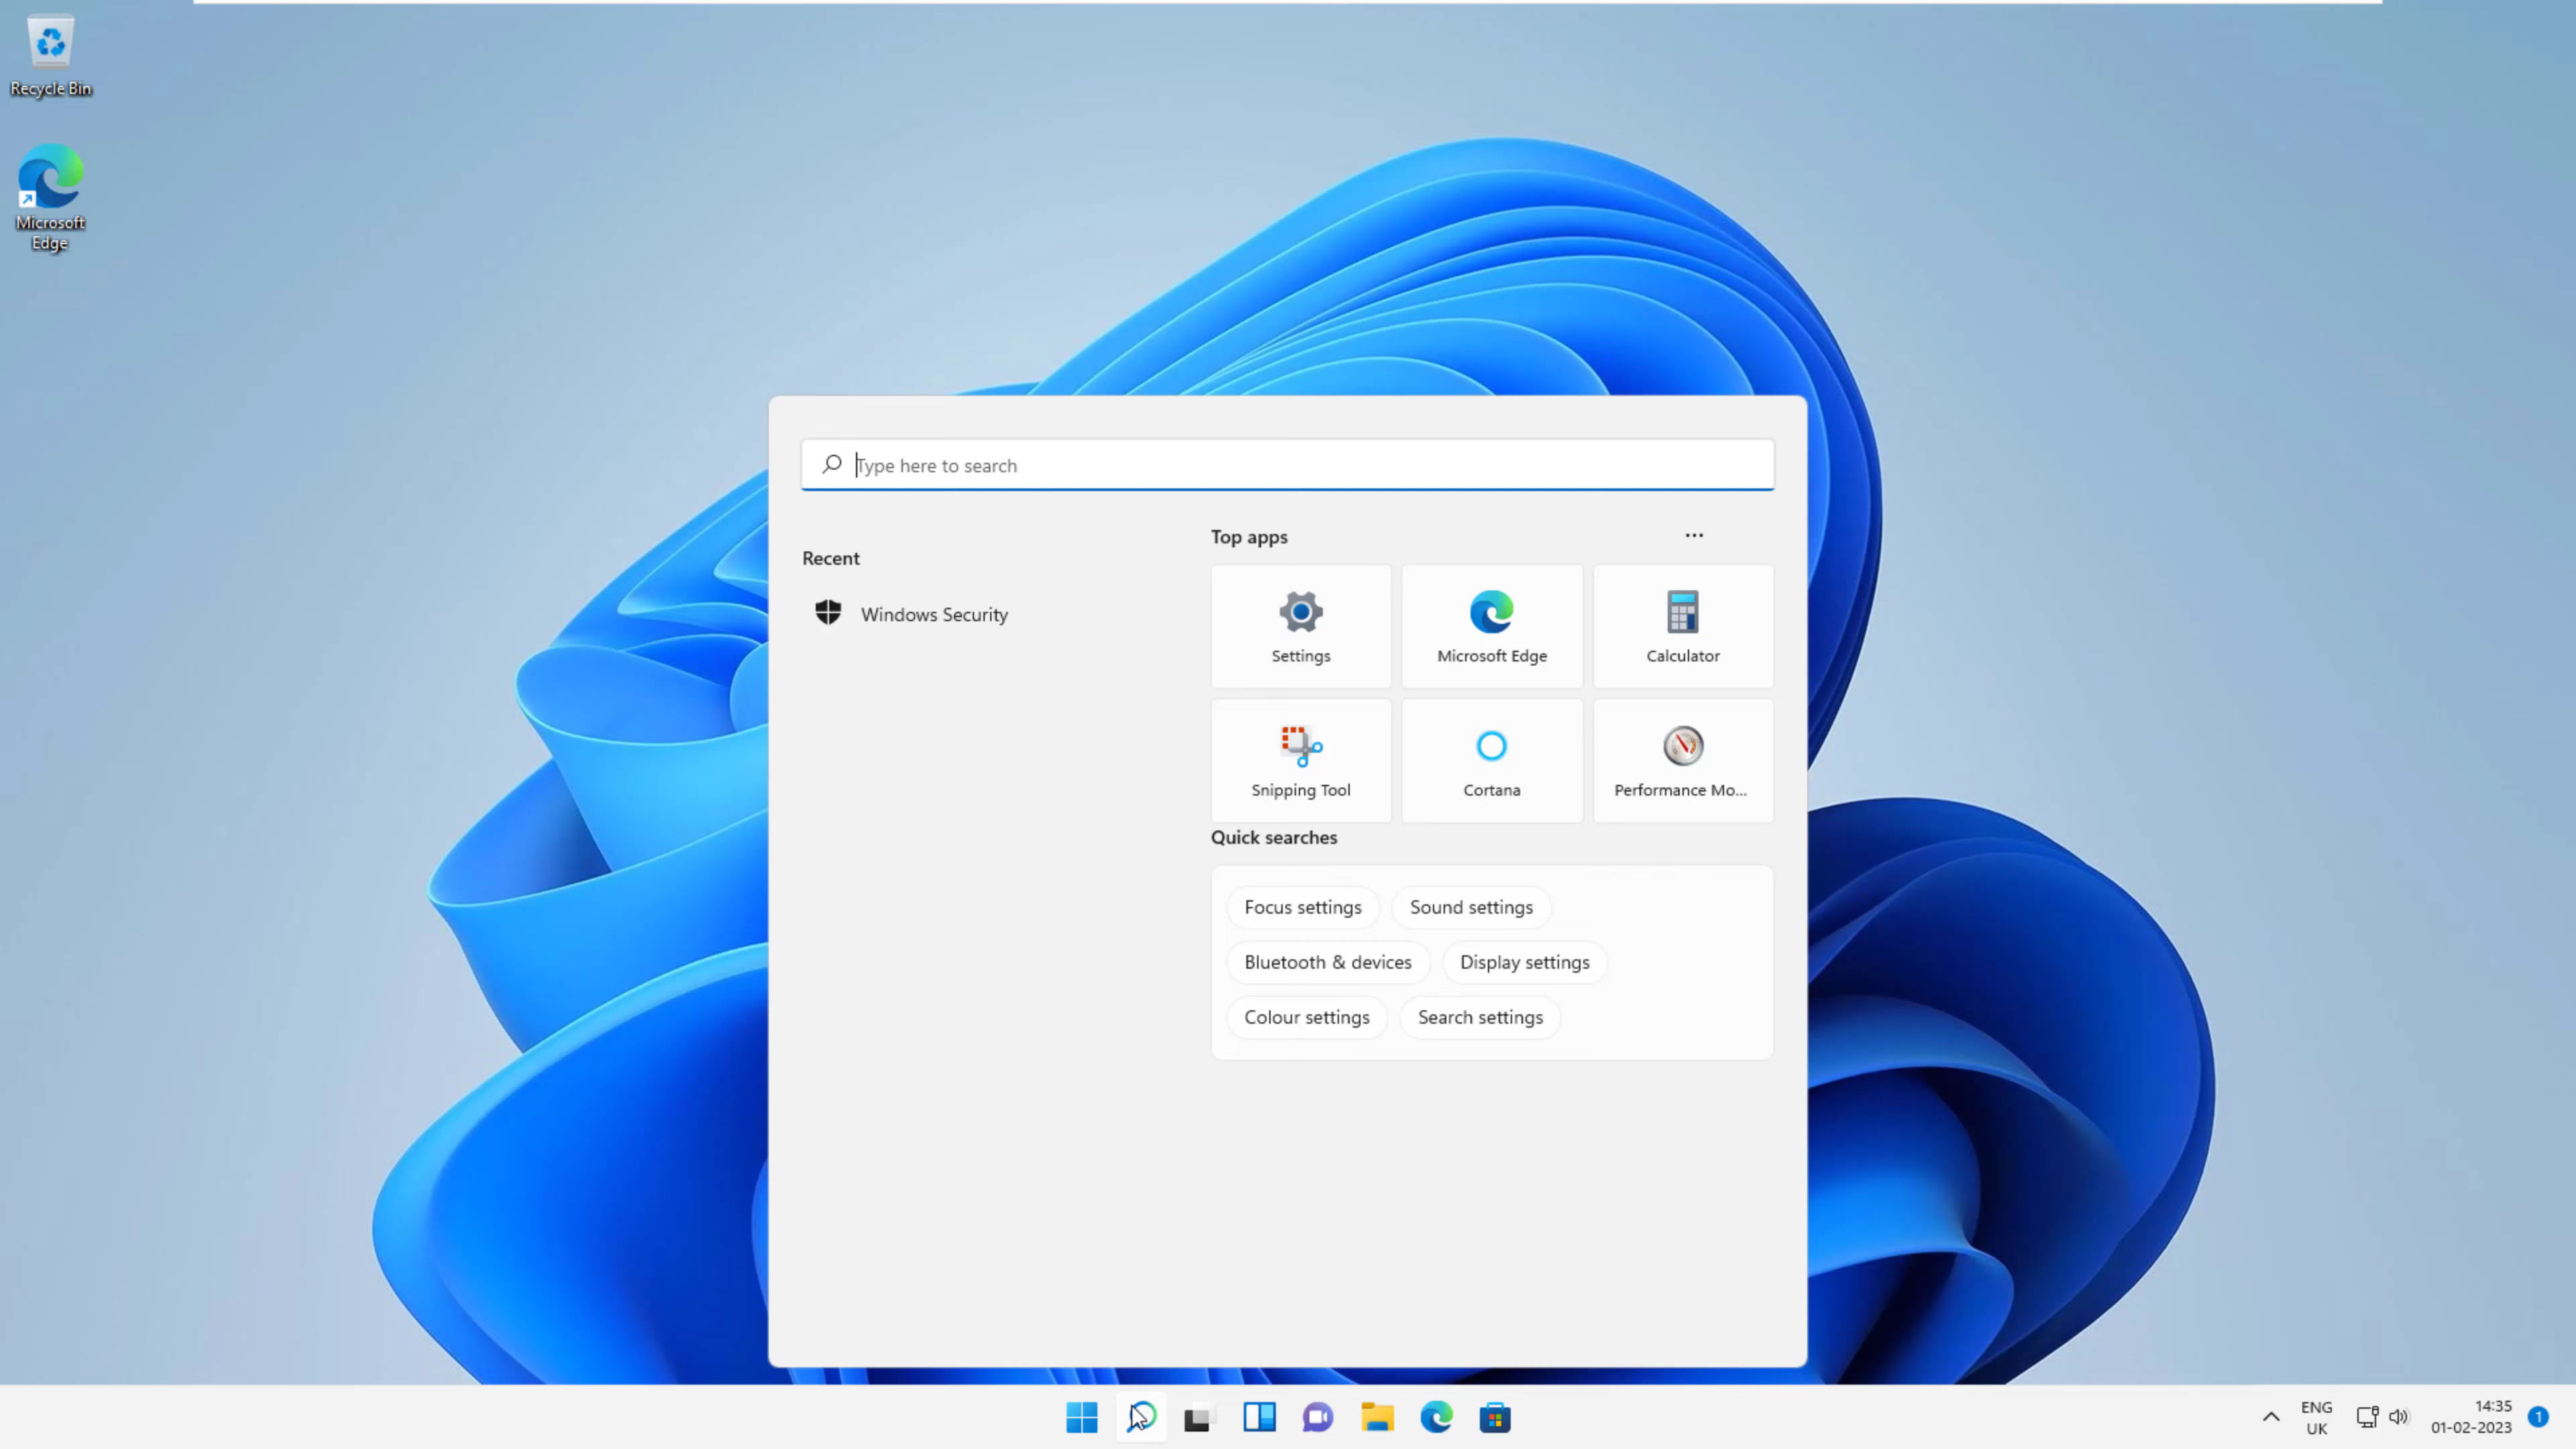 Recycle Bin
Microsoft
Edge
Type here to search
Recent
Windows Security
Top apps
...
Settings
Microsoft Edge
Calculator
Snipping Tool
Cortana
Performance Mo...
Quick searches
Focus settings
Sound settings
Bluetooth & devices
Display settings
Colour settings
Search settings
ENG
UK
14:35
01-02-2023
1